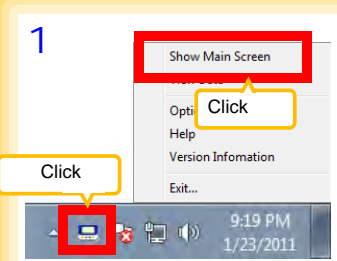 1
Show Main Screen
Opti
Click
Help
Version Infomation
Click
Exit...
9:19 PM
1/23/2011